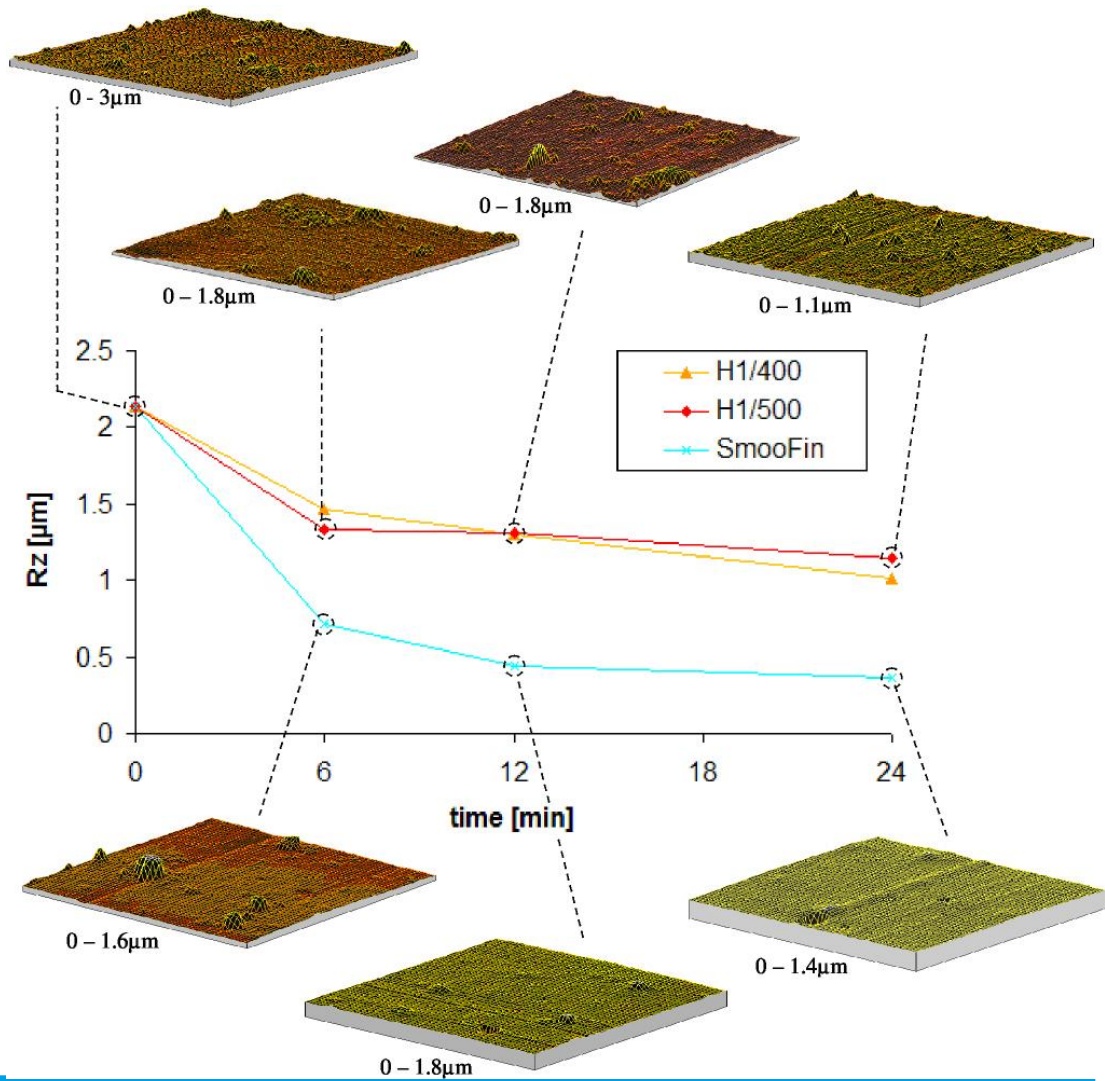 0 - 3µm
0 – 1.8µm
0 – 1.8µm
0 – 1.1µm
2.5
2
1.5
1
0.5
0
Rz [µm]
H1/400
H1/500
SmooFin
0
6
12
18
24
time [min]
0 – 1.6µm
0 – 1.4µm
0 – 1.8µm